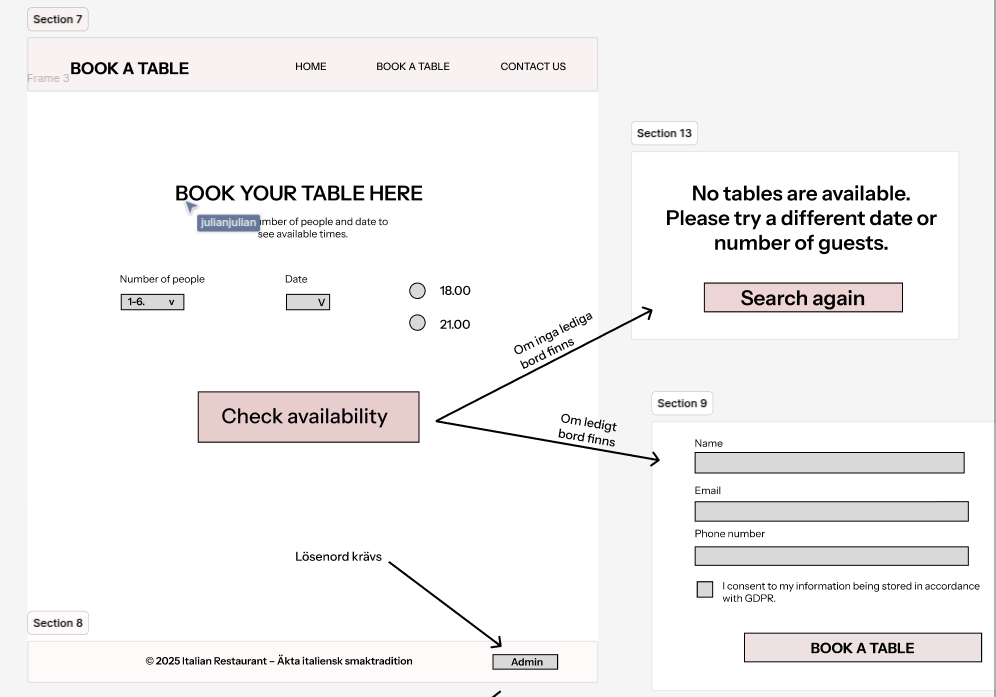 Section 7
Frame 3
BOOK A TABLE
HOME
BOOK A TABLE
CONTACT US
BOOK YOUR TABLE HERE
julianjulian
of people and date to
see available times.
Number of people
Date
1-6. v
V
18.00
21.00
Check availability
Om inga lediga
bord finns
Om ledigt
bord finns
Section 13
No tables are available.
Please try a different date or
number of guests.
Search again
Section 9
Name
Email
Phone number
I consent to my information being stored in accordance
with GDPR.
BOOK A TABLE
Lösenord krävs
Section 8
© 2025 Italian Restaurant – Äkta italiensk smaktradition
Admin